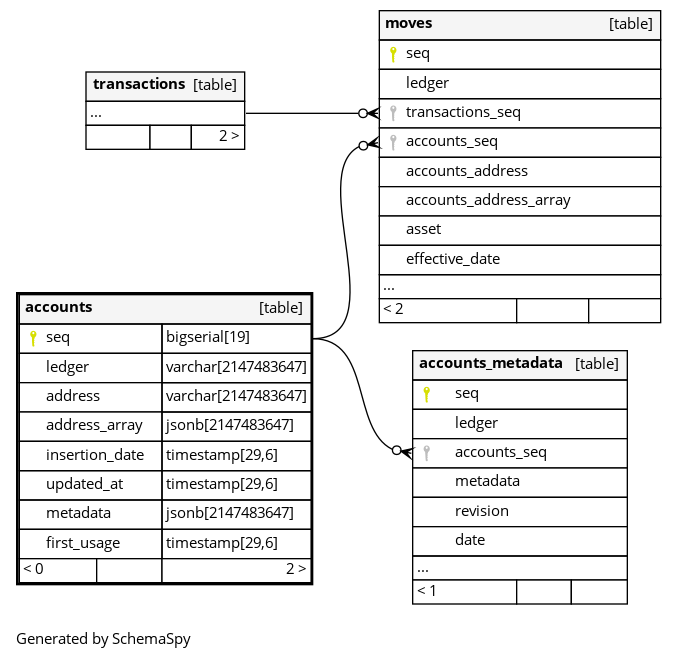 moves [table]
seq
ledger
transactions_seq
accounts_seq
accounts_address
accounts_address_array
asset
effective_date
...
< 2
transactions [table]
...
2 >
accounts [table]
seq bigserial[19]
ledger varchar[2147483647]
address varchar[2147483647]
address_array jsonb[2147483647]
insertion_date timestamp[29,6]
updated_at timestamp[29,6]
metadata jsonb[2147483647]
first_usage timestamp[29,6]
< 0 2 >
accounts_metadata [table]
seq
ledger
accounts_seq
metadata
revision
date
...
< 1
Generated by SchemaSpy